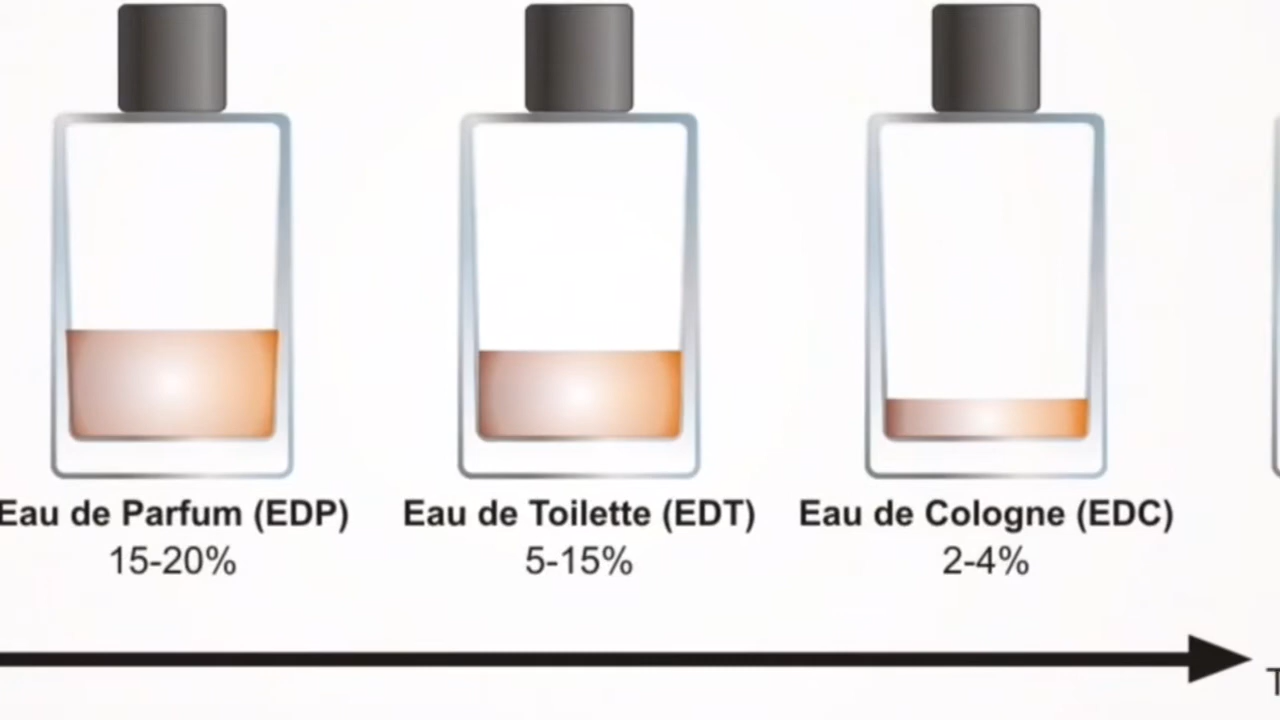 Eau de Parfum (EDP)
15-20%
Eau de Toilette (EDT)
5-15%
Eau de Cologne (EDC)
2-4%
T